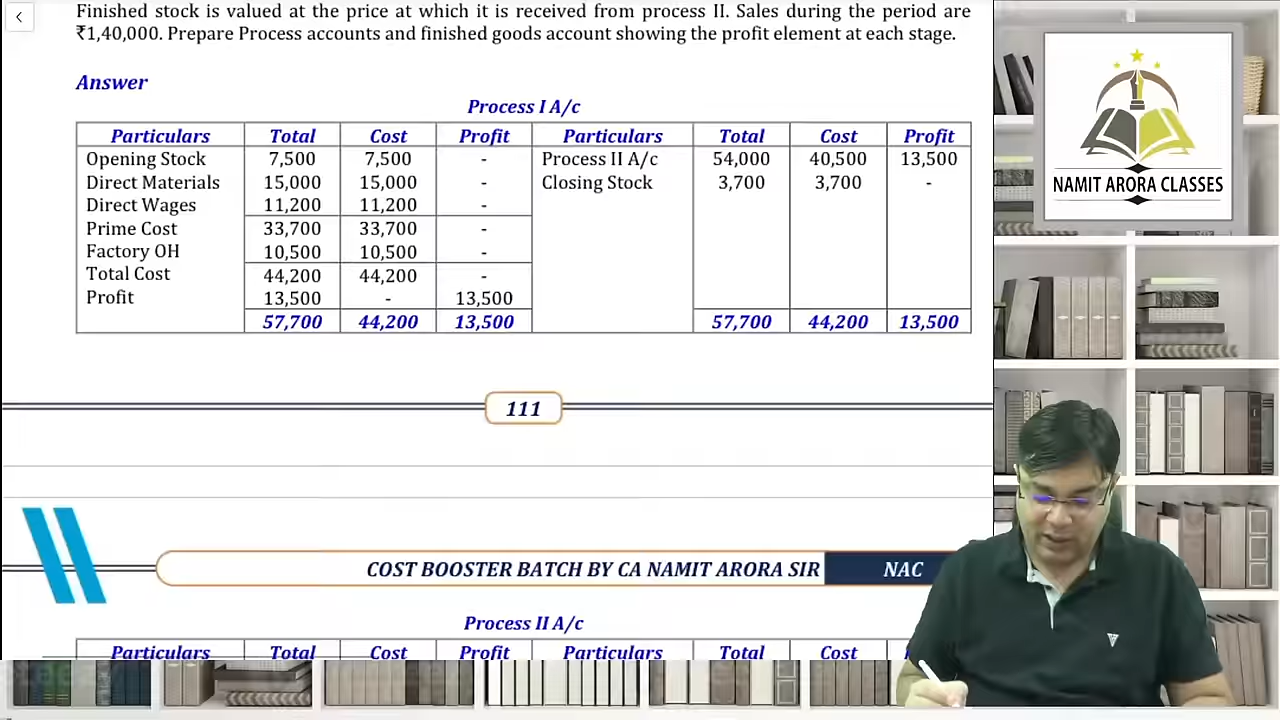 Finished stock is valued at the price at which it is received from process II. Sales during the period are
₹1,40,000. Prepare Process accounts and finished goods account showing the profit element at each stage.
Answer
Process I A/c
Particulars Total Cost Profit Particulars Total Cost Profit
Opening Stock 7,500 7,500 - Process II A/c 54,000 40,500 13,500
Direct Materials 15,000 15,000 - Closing Stock 3,700 3,700 -
Direct Wages 11,200 11,200 -
Prime Cost 33,700 33,700 -
Factory OH 10,500 10,500 -
Total Cost 44,200 44,200 -
Profit 13,500 - 13,500
57,700 44,200 13,500 57,700 44,200 13,500
111
COST BOOSTER BATCH BY CA NAMIT ARORA SIR NAC
Process II A/c
Particulars Total Cost Profit Particulars Total Cost
NAMIT ARORA CLASSES